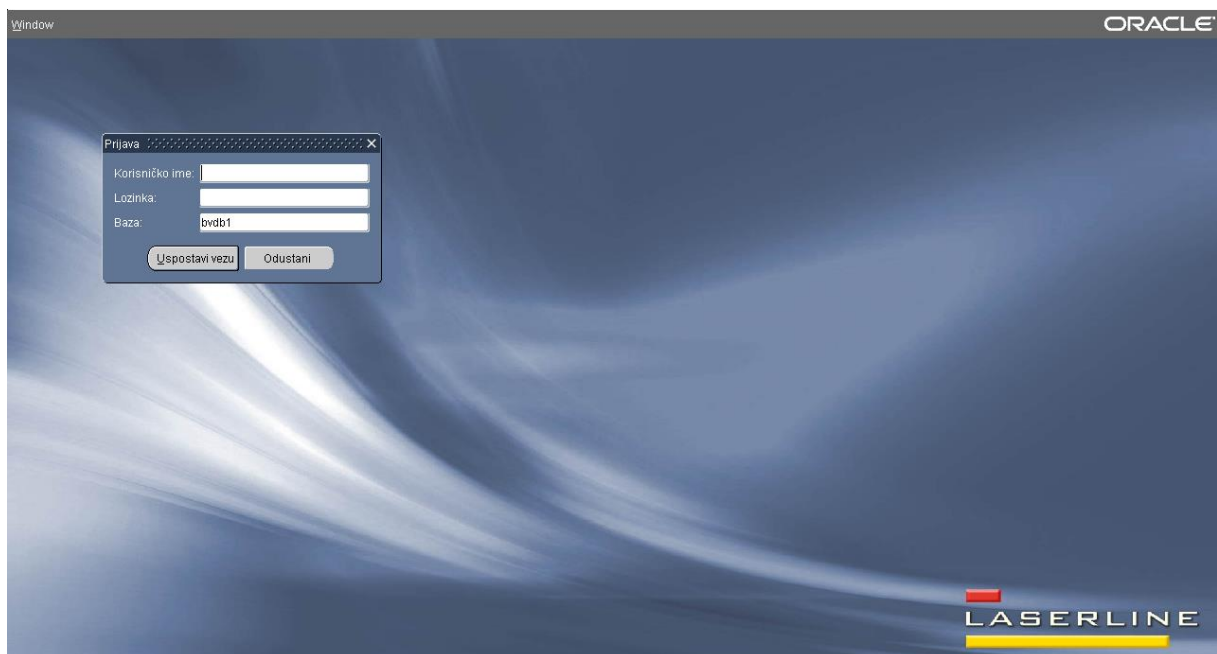 Window
ORACLE
Prijava
Korisničko ime:
Lozinka:
Baza: bvdb1
Uspostavi vezu Odustani
LASERLINE